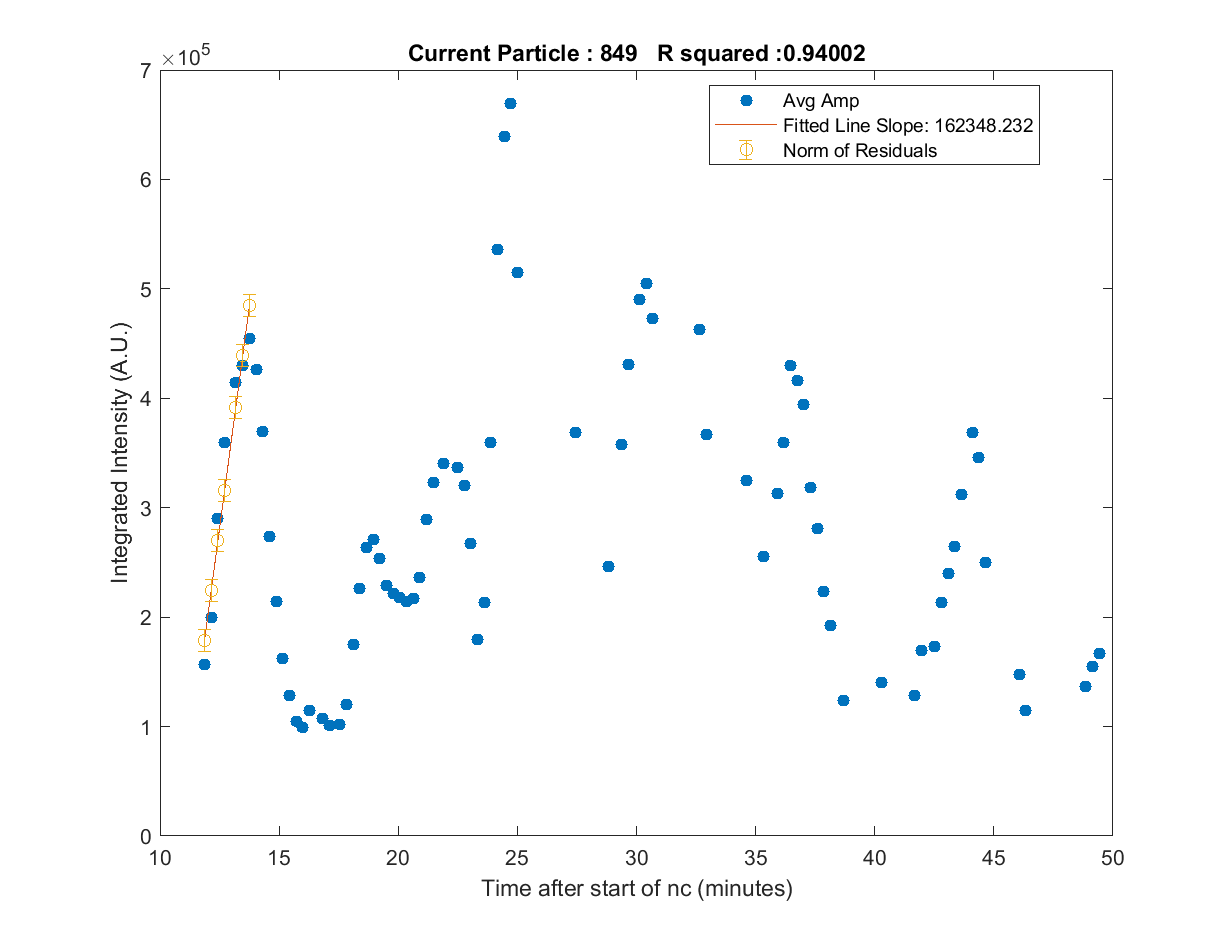 Current Particle : 849   R squared :0.94002
×10^5
Avg Amp
Fitted Line Slope: 162348.232
Norm of Residuals
Integrated Intensity (A.U.)
7
6
5
4
3
2
1
0
10 15 20 25 30 35 40 45 50
Time after start of nc (minutes)